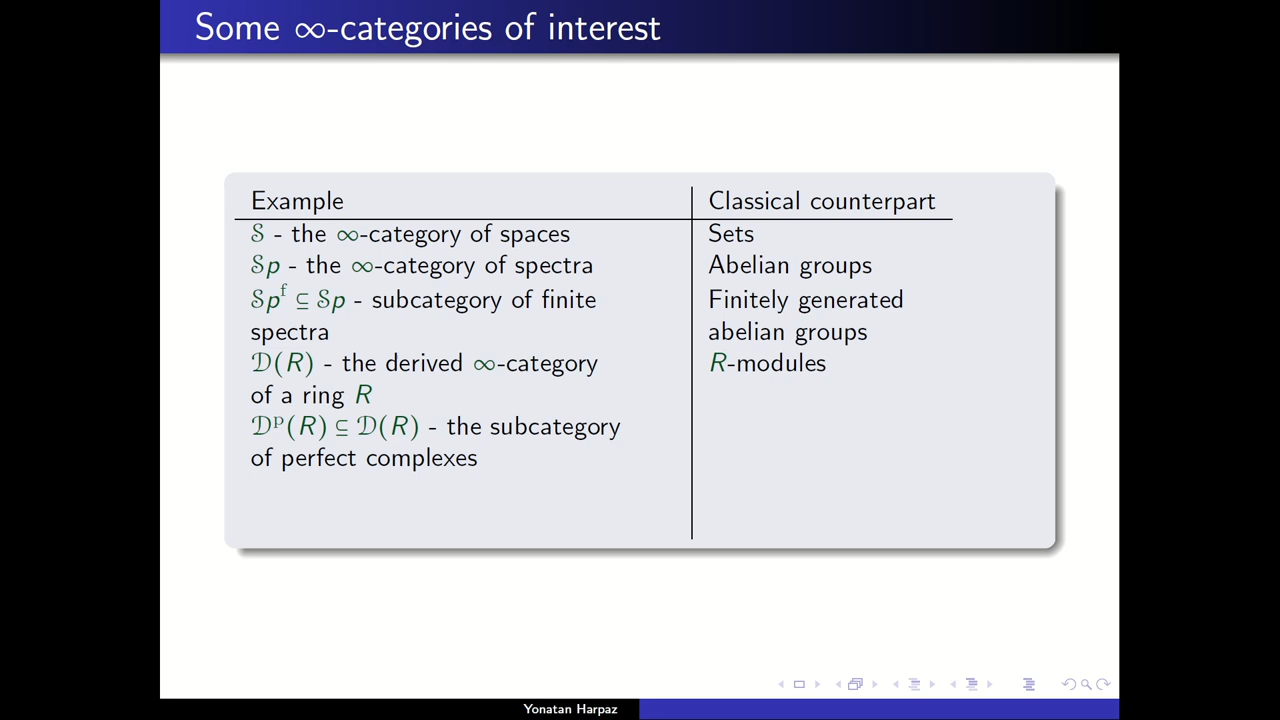 Some ∞-categories of interest
Example Classical counterpart
𝒮 - the ∞-category of spaces Sets
𝒮p - the ∞-category of spectra Abelian groups
𝒮pᶠ ⊆ 𝒮p - subcategory of finite Finitely generated
spectra abelian groups
𝒟(R) - the derived ∞-category R-modules
of a ring R
𝒟ᵖ(R) ⊆ 𝒟(R) - the subcategory
of perfect complexes
Yonatan Harpaz